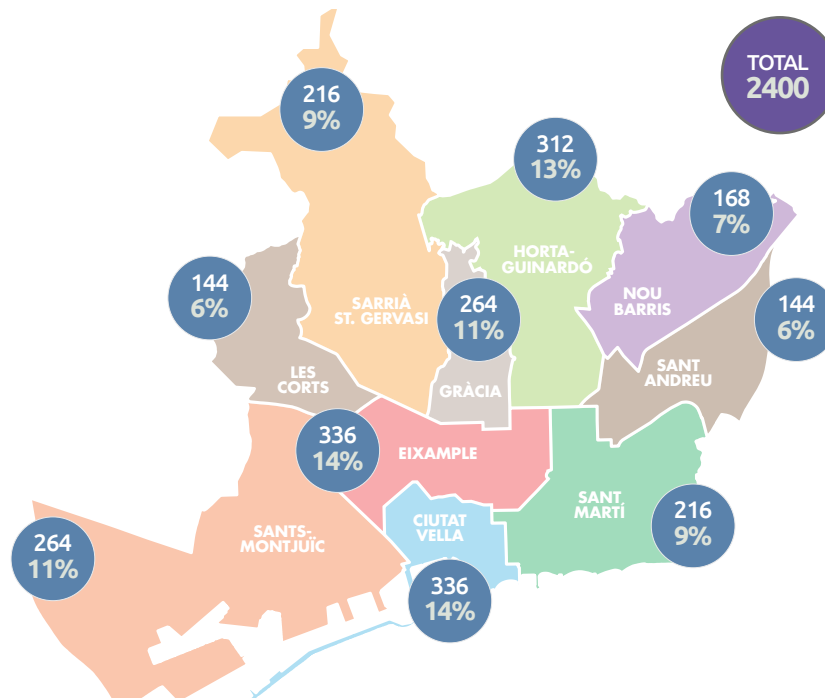 TOTAL
2400
216
9%
312
13%
168
7%
HORTA-
GUINARDÓ
144
6%
SARRIÀ
ST. GERVASI
264
11%
NOU
BARRIS
144
6%
LES
CORTS
GRÀCIA
SANT
ANDREU
336
14%
EIXAMPLE
SANT
MARTÍ
216
9%
SANTS-
MONTJUÏC
CIUTAT
VELLA
264
11%
336
14%